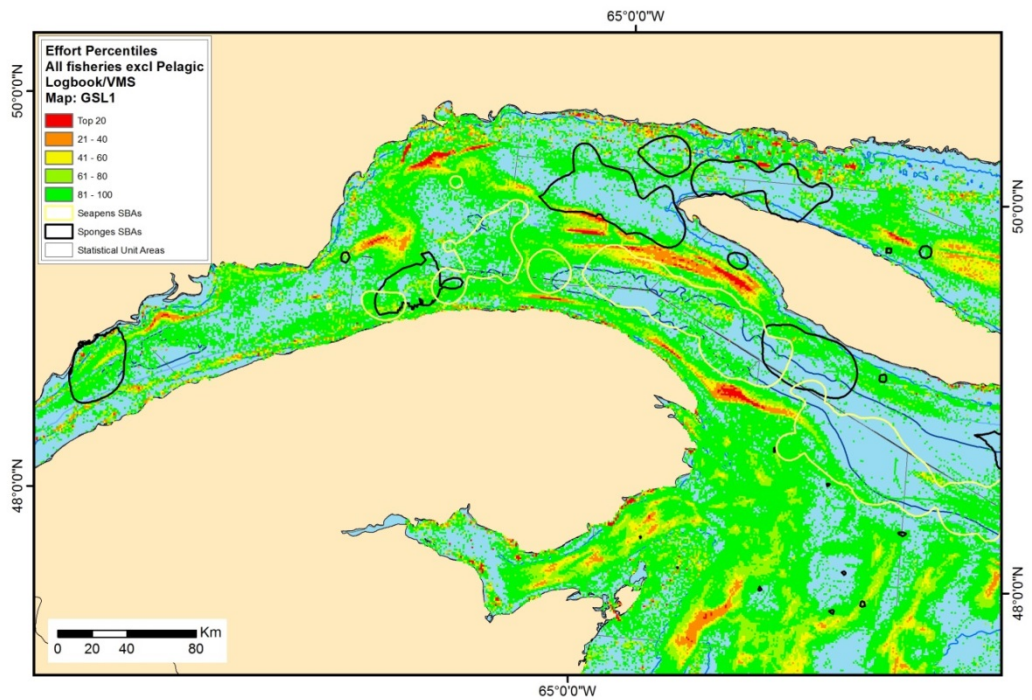 65°0'0"W
Effort Percentiles
All fisheries excl Pelagic
Logbook/VMS
Map: GSL1
Top 20
21 - 40
41 - 60
61 - 80
81 - 100
Seapens SBAs
Sponges SBAs
Statistical Unit Areas
50°0'0"N
50°0'0"N
48°0'0"N
48°0'0"N
Km
0 20 40 80
65°0'0"W